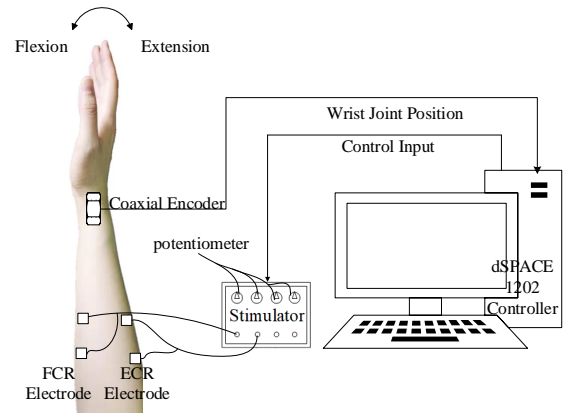 Flexion
Extension
Wrist Joint Position
Control Input
Coaxial Encoder
potentiometer
dSPACE
1202
Controller
Stimulator
FCR
Electrode
ECR
Electrode